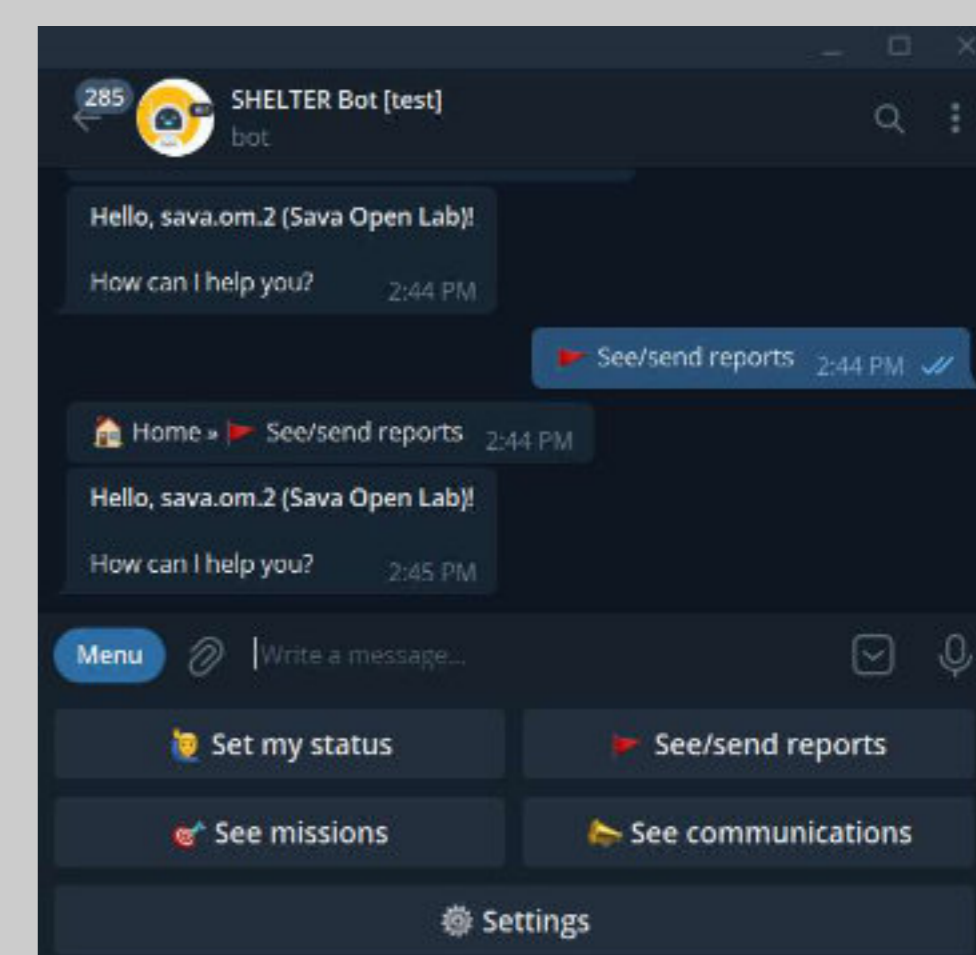 285
SHELTER Bot [test]
bot
Hello, sava.om.2 (Sava Open Lab)!
How can I help you?
2:44 PM
See/send reports 2:44 PM
Home » See/send reports 2:44 PM
Hello, sava.om.2 (Sava Open Lab)!
How can I help you?
2:45 PM
Menu
Write a message...
Set my status
See/send reports
See missions
See communications
Settings